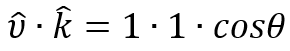 υ̂ · k̂ = 1 · 1 · cosθ